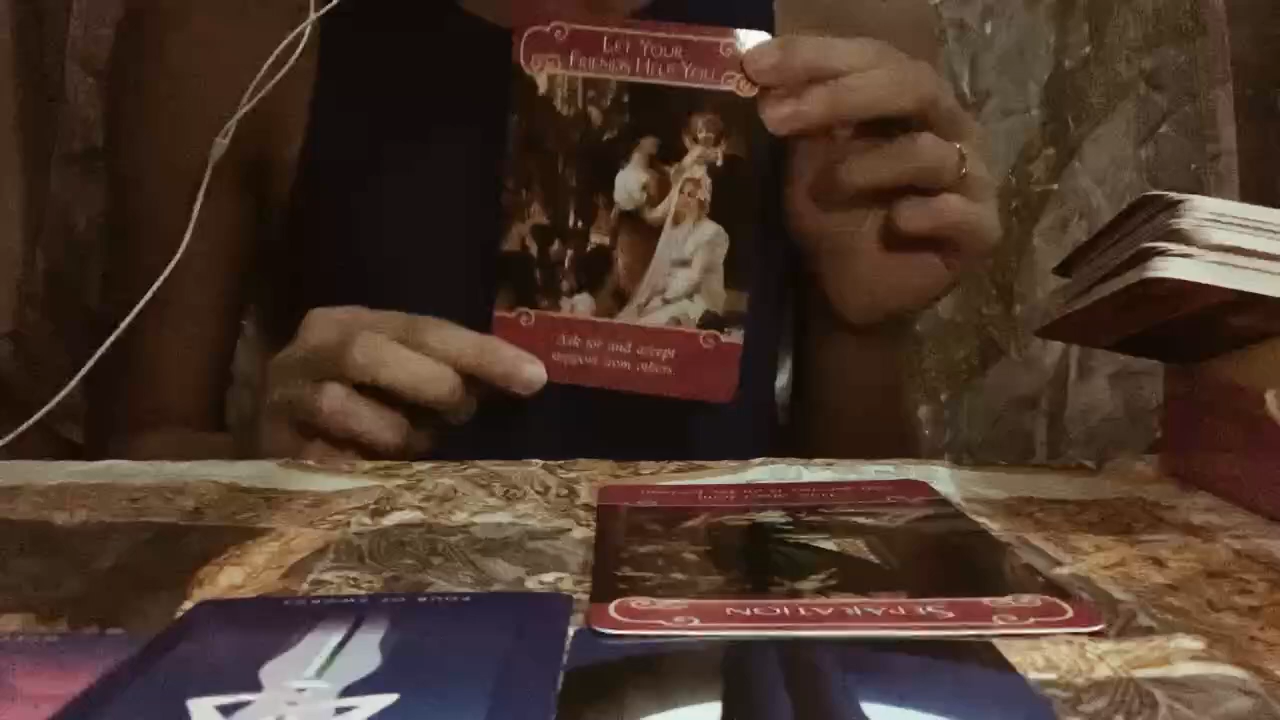 LET YOUR
FRIENDS HELP YOU
Ask for and accept
support from others.
SEPARATION
FOUR OF SWORDS